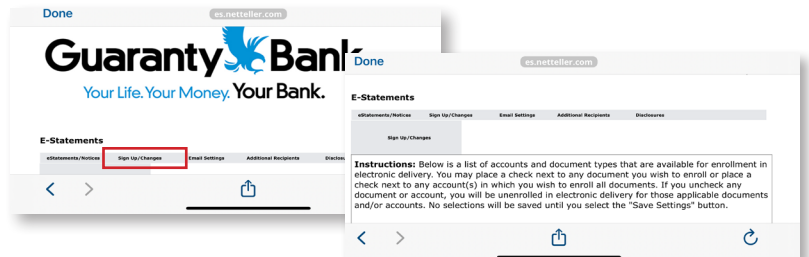 Done
es.netteller.com
Guaranty Bank
Your Life. Your Money. Your Bank.
E-Statements
eStatements/Notices Sign Up/Changes Email Settings Additional Recipients
Done
es.netteller.com
E-Statements
eStatements/Notices Sign Up/Changes Email Settings Additional Recipients Disclosures
Sign Up/Changes
Instructions: Below is a list of accounts and document types that are available for enrollment in
electronic delivery. You may place a check next to any document you wish to enroll or place a
check next to any account(s) in which you wish to enroll all documents. If you uncheck any
document or account, you will be unenrolled in electronic delivery for those applicable documents
and/or accounts. No selections will be saved until you select the "Save Settings" button.